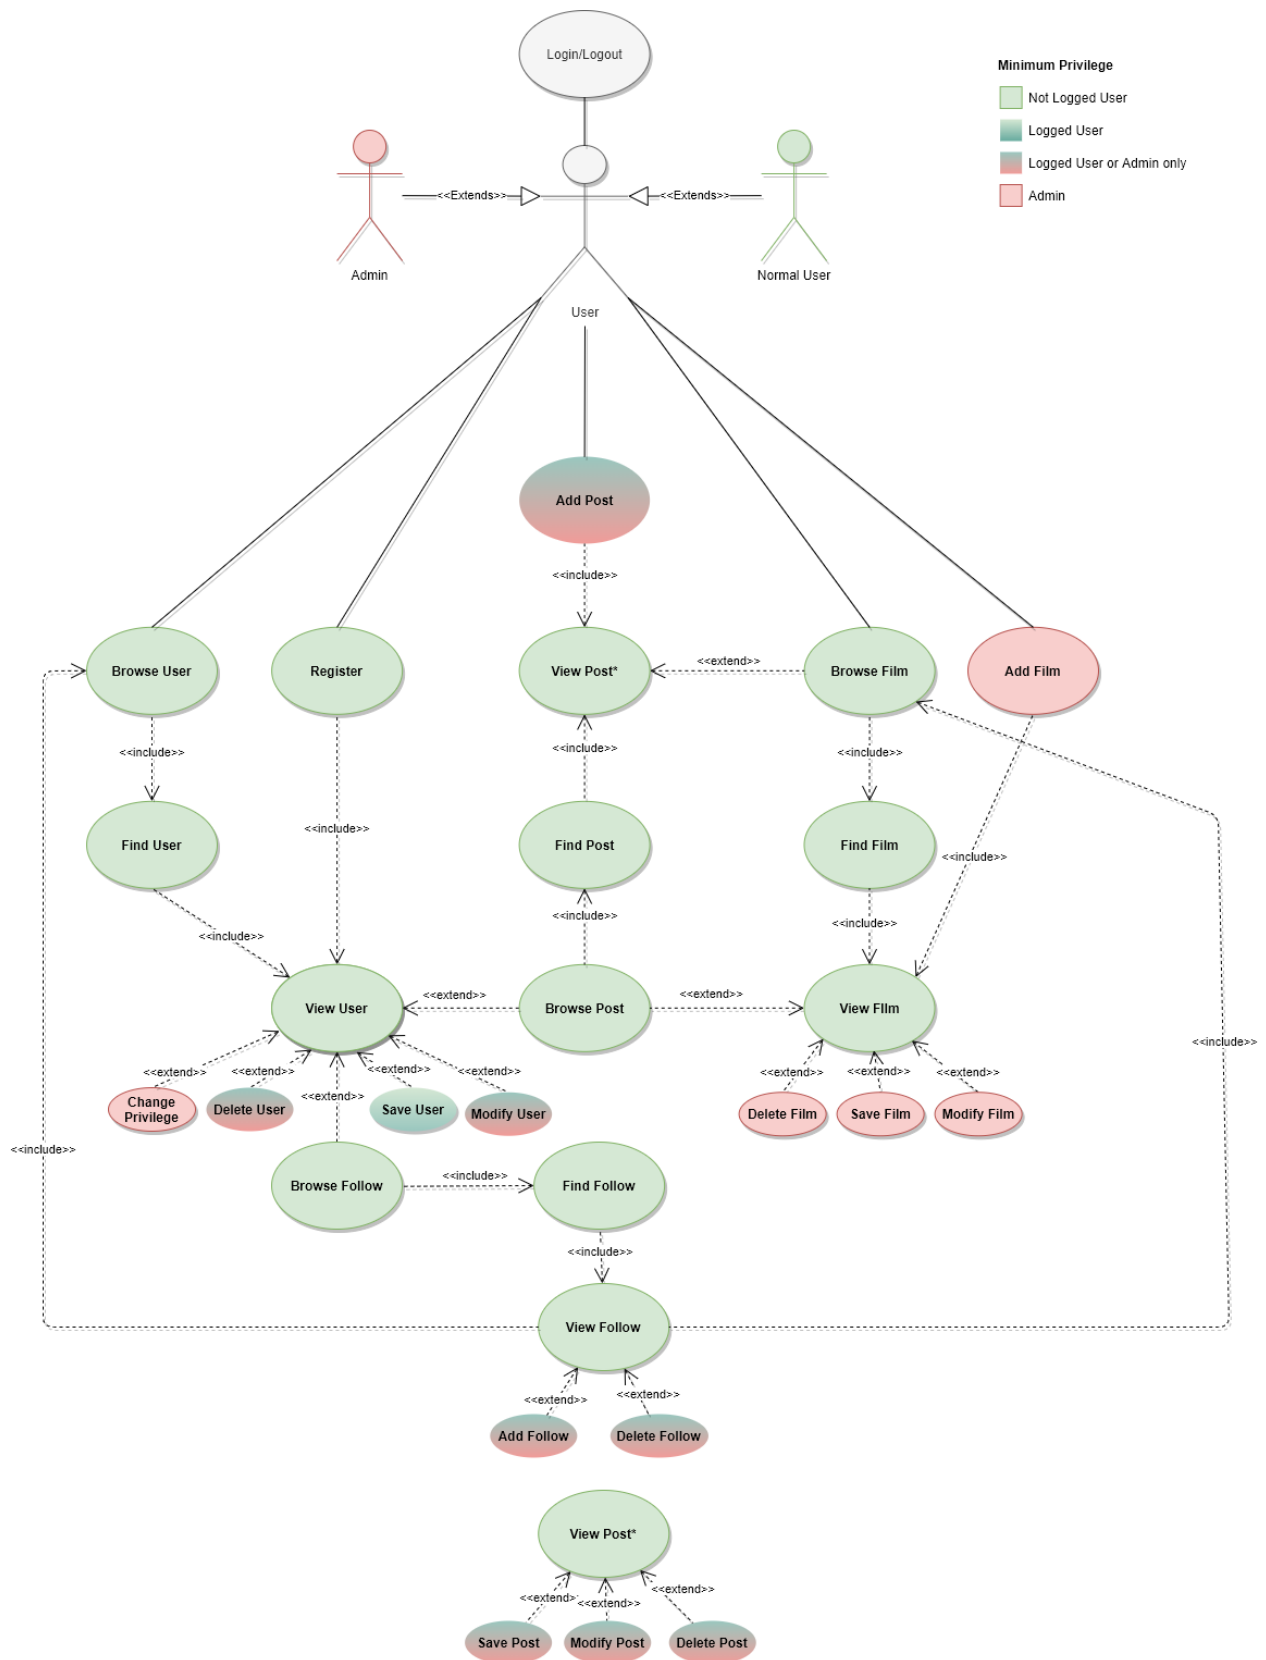 Login/Logout
Minimum Privilege
Not Logged User
Logged User
Logged User or Admin only
Admin
<<Extends>>
<<Extends>>
Admin
Normal User
User
Add Post
<<include>>
Browse User
Register
View Post*
<<extend>>
Browse Film
Add Film
<<include>>
<<include>>
<<include>>
<<include>>
Find User
Find Post
Find Film
<<include>>
<<include>>
<<include>>
<<include>>
<<include>>
View User
<<extend>>
Browse Post
<<extend>>
View FIlm
<<include>>
<<extend>>
<<extend>>
<<extend>>
<<extend>>
<<extend>>
<<extend>>
<<extend>>
<<extend>>
Change
Privilege
Delete User
Save User
Modify User
Delete Film
Save Film
Modify Film
<<include>>
Browse Follow
<<include>>
Find Follow
<<include>>
View Follow
<<extend>>
<<extend>>
Add Follow
Delete Follow
View Post*
<<extend>
<<extend>>
<<extend>>
Save Post
Modify Post
Delete Post